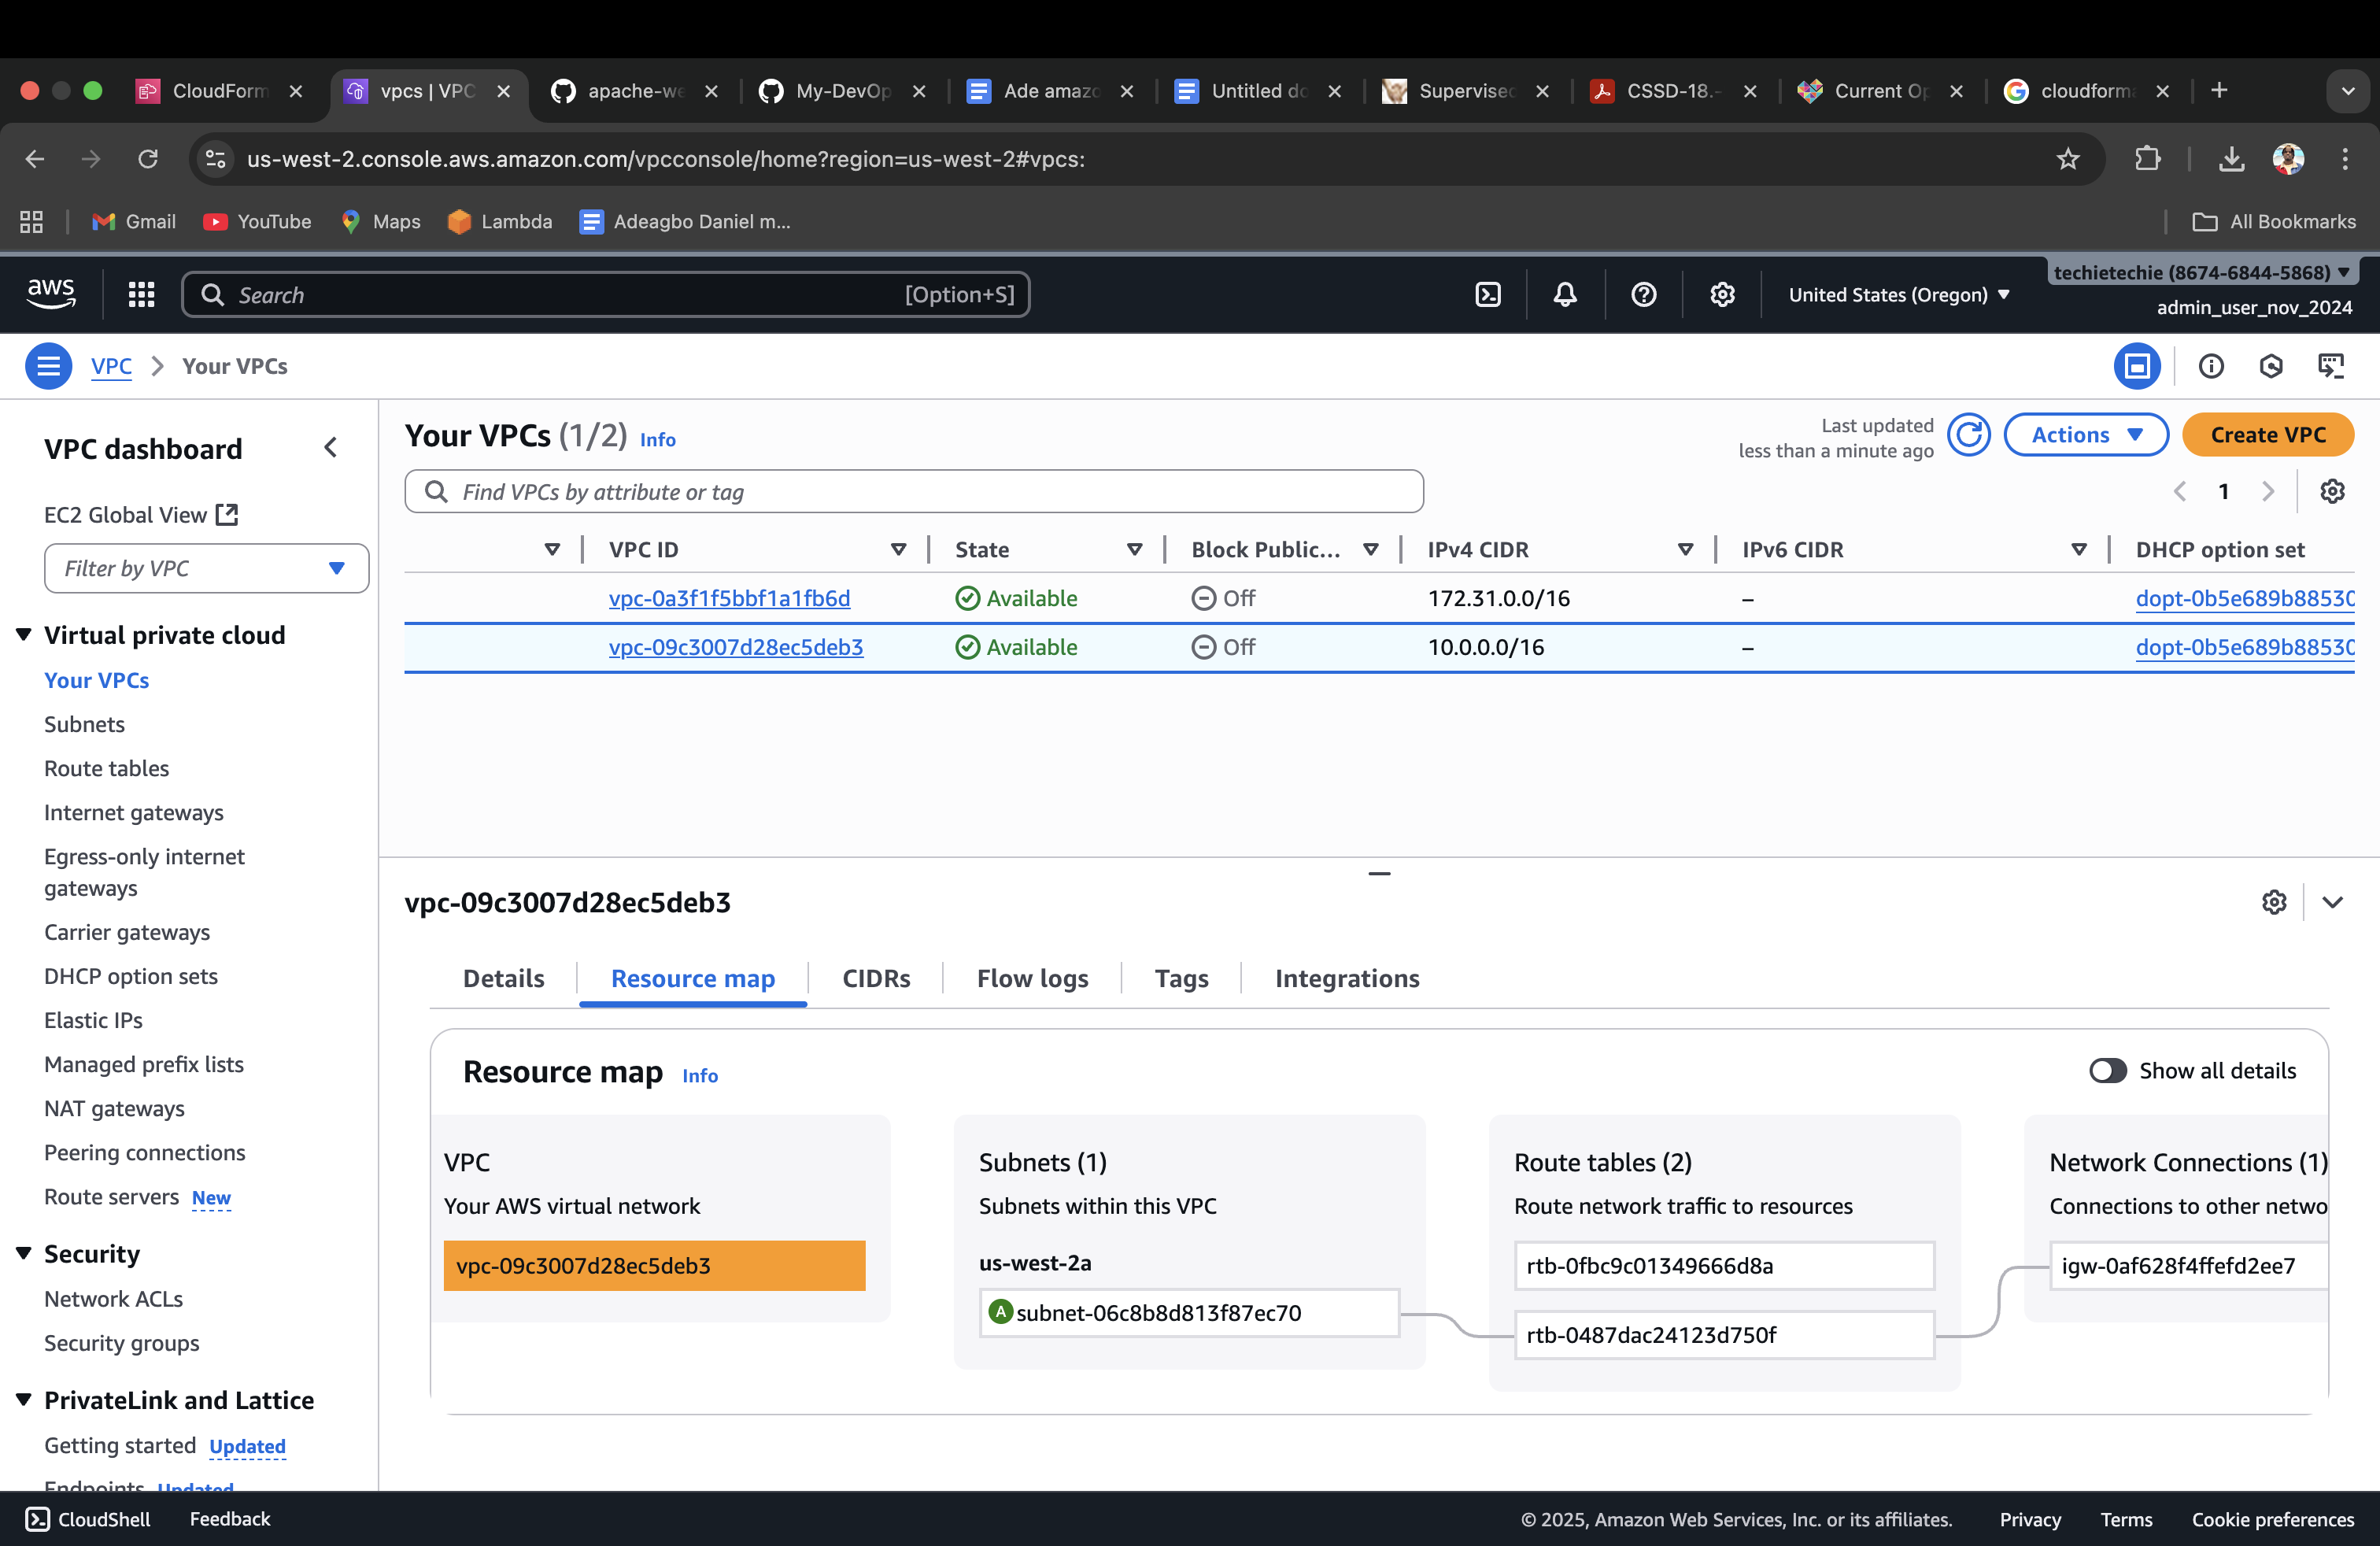 CloudForm
vpcs | VPC
apache-we
My-DevOp
Ade amazo
Untitled do
Supervised
CSSD-18.-
Current Op
cloudforma
us-west-2.console.aws.amazon.com/vpcconsole/home?region=us-west-2#vpcs:
Gmail
YouTube
Maps
Lambda
Adeagbo Daniel m...
All Bookmarks
aws
Search
[Option+S]
United States (Oregon)
techietechie (8674-6844-5868)
admin_user_nov_2024
VPC
Your VPCs
VPC dashboard
EC2 Global View
Filter by VPC
Virtual private cloud
Your VPCs
Subnets
Route tables
Internet gateways
Egress-only internet
gateways
Carrier gateways
DHCP option sets
Elastic IPs
Managed prefix lists
NAT gateways
Peering connections
Route servers New
Security
Network ACLs
Security groups
PrivateLink and Lattice
Getting started Updated
Endpoints Updated
Your VPCs (1/2) Info
Last updated
less than a minute ago
Actions
Create VPC
Find VPCs by attribute or tag
1
VPC ID
State
Block Public...
IPv4 CIDR
IPv6 CIDR
DHCP option set
vpc-0a3f1f5bbf1a1fb6d
Available
Off
172.31.0.0/16
–
dopt-0b5e689b88530
vpc-09c3007d28ec5deb3
Available
Off
10.0.0.0/16
–
dopt-0b5e689b88530
vpc-09c3007d28ec5deb3
Details
Resource map
CIDRs
Flow logs
Tags
Integrations
Resource map Info
Show all details
VPC
Your AWS virtual network
vpc-09c3007d28ec5deb3
Subnets (1)
Subnets within this VPC
us-west-2a
A subnet-06c8b8d813f87ec70
Route tables (2)
Route network traffic to resources
rtb-0fbc9c01349666d8a
rtb-0487dac24123d750f
Network Connections (1)
Connections to other netwo
igw-0af628f4ffefd2ee7
CloudShell
Feedback
© 2025, Amazon Web Services, Inc. or its affiliates.
Privacy
Terms
Cookie preferences